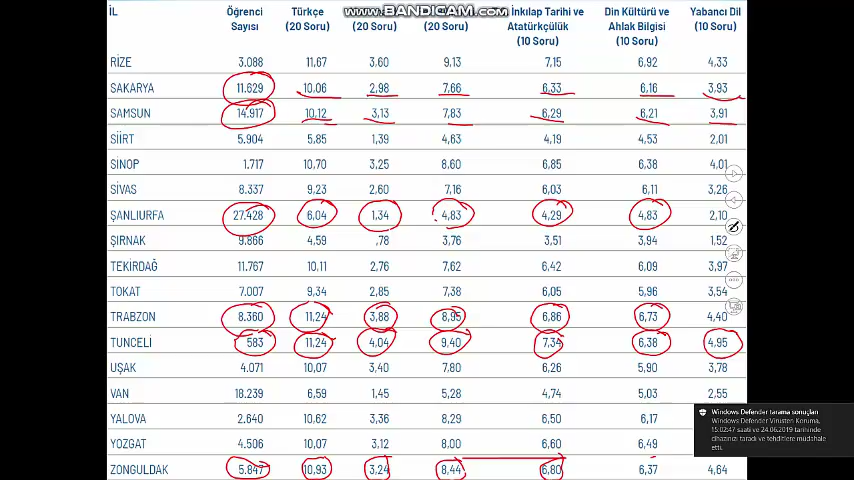 www.BANDICAM.com
İL Öğrenci Sayısı Türkçe (20 Soru) (20 Soru) (20 Soru) İnkılap Tarihi ve Atatürkçülük (10 Soru) Din Kültürü ve Ahlak Bilgisi (10 Soru) Yabancı Dil (10 Soru)
RİZE 3.088 11,67 3,60 9,13 7,15 6,92 4,33
SAKARYA 11.629 10,06 2,98 7,66 6,33 6,16 3,93
SAMSUN 14.917 10,12 3,13 7,83 6,29 6,21 3,91
SİİRT 5.904 5,85 1,39 4,63 4,19 4,53 2,01
SİNOP 1.717 10,70 3,25 8,60 6,85 6,38 4,01
SİVAS 8.337 9,23 2,60 7,16 6,03 6,11 3,26
ŞANLIURFA 27.428 6,04 1,34 4,83 4,29 4,83 2,10
ŞIRNAK 9.866 4,59 ,78 3,76 3,51 3,94 1,52
TEKİRDAĞ 11.767 10,11 2,76 7,62 6,42 6,09 3,97
TOKAT 7.007 9,34 2,85 7,38 6,05 5,96 3,54
TRABZON 8.360 11,24 3,88 8,95 6,86 6,73 4,40
TUNCELİ 583 11,24 4,04 9,40 7,34 6,38 4,95
UŞAK 4.071 10,07 3,40 7,80 6,26 5,90 3,78
VAN 18.239 6,59 1,45 5,28 4,74 5,03 2,55
YALOVA 2.640 10,62 3,36 8,29 6,50 6,17
YOZGAT 4.506 10,07 3,12 8,00 6,60 6,49
ZONGULDAK 5.847 10,93 3,24 8,44 6,80 6,37 4,64
Windows Defender tarama sonuçları
Windows Defender Virüsten Koruma,
15:02:47 saati ve 24.06.2019 tarihinde
cihazınızı taradı ve tehditlere müdahale
etti.